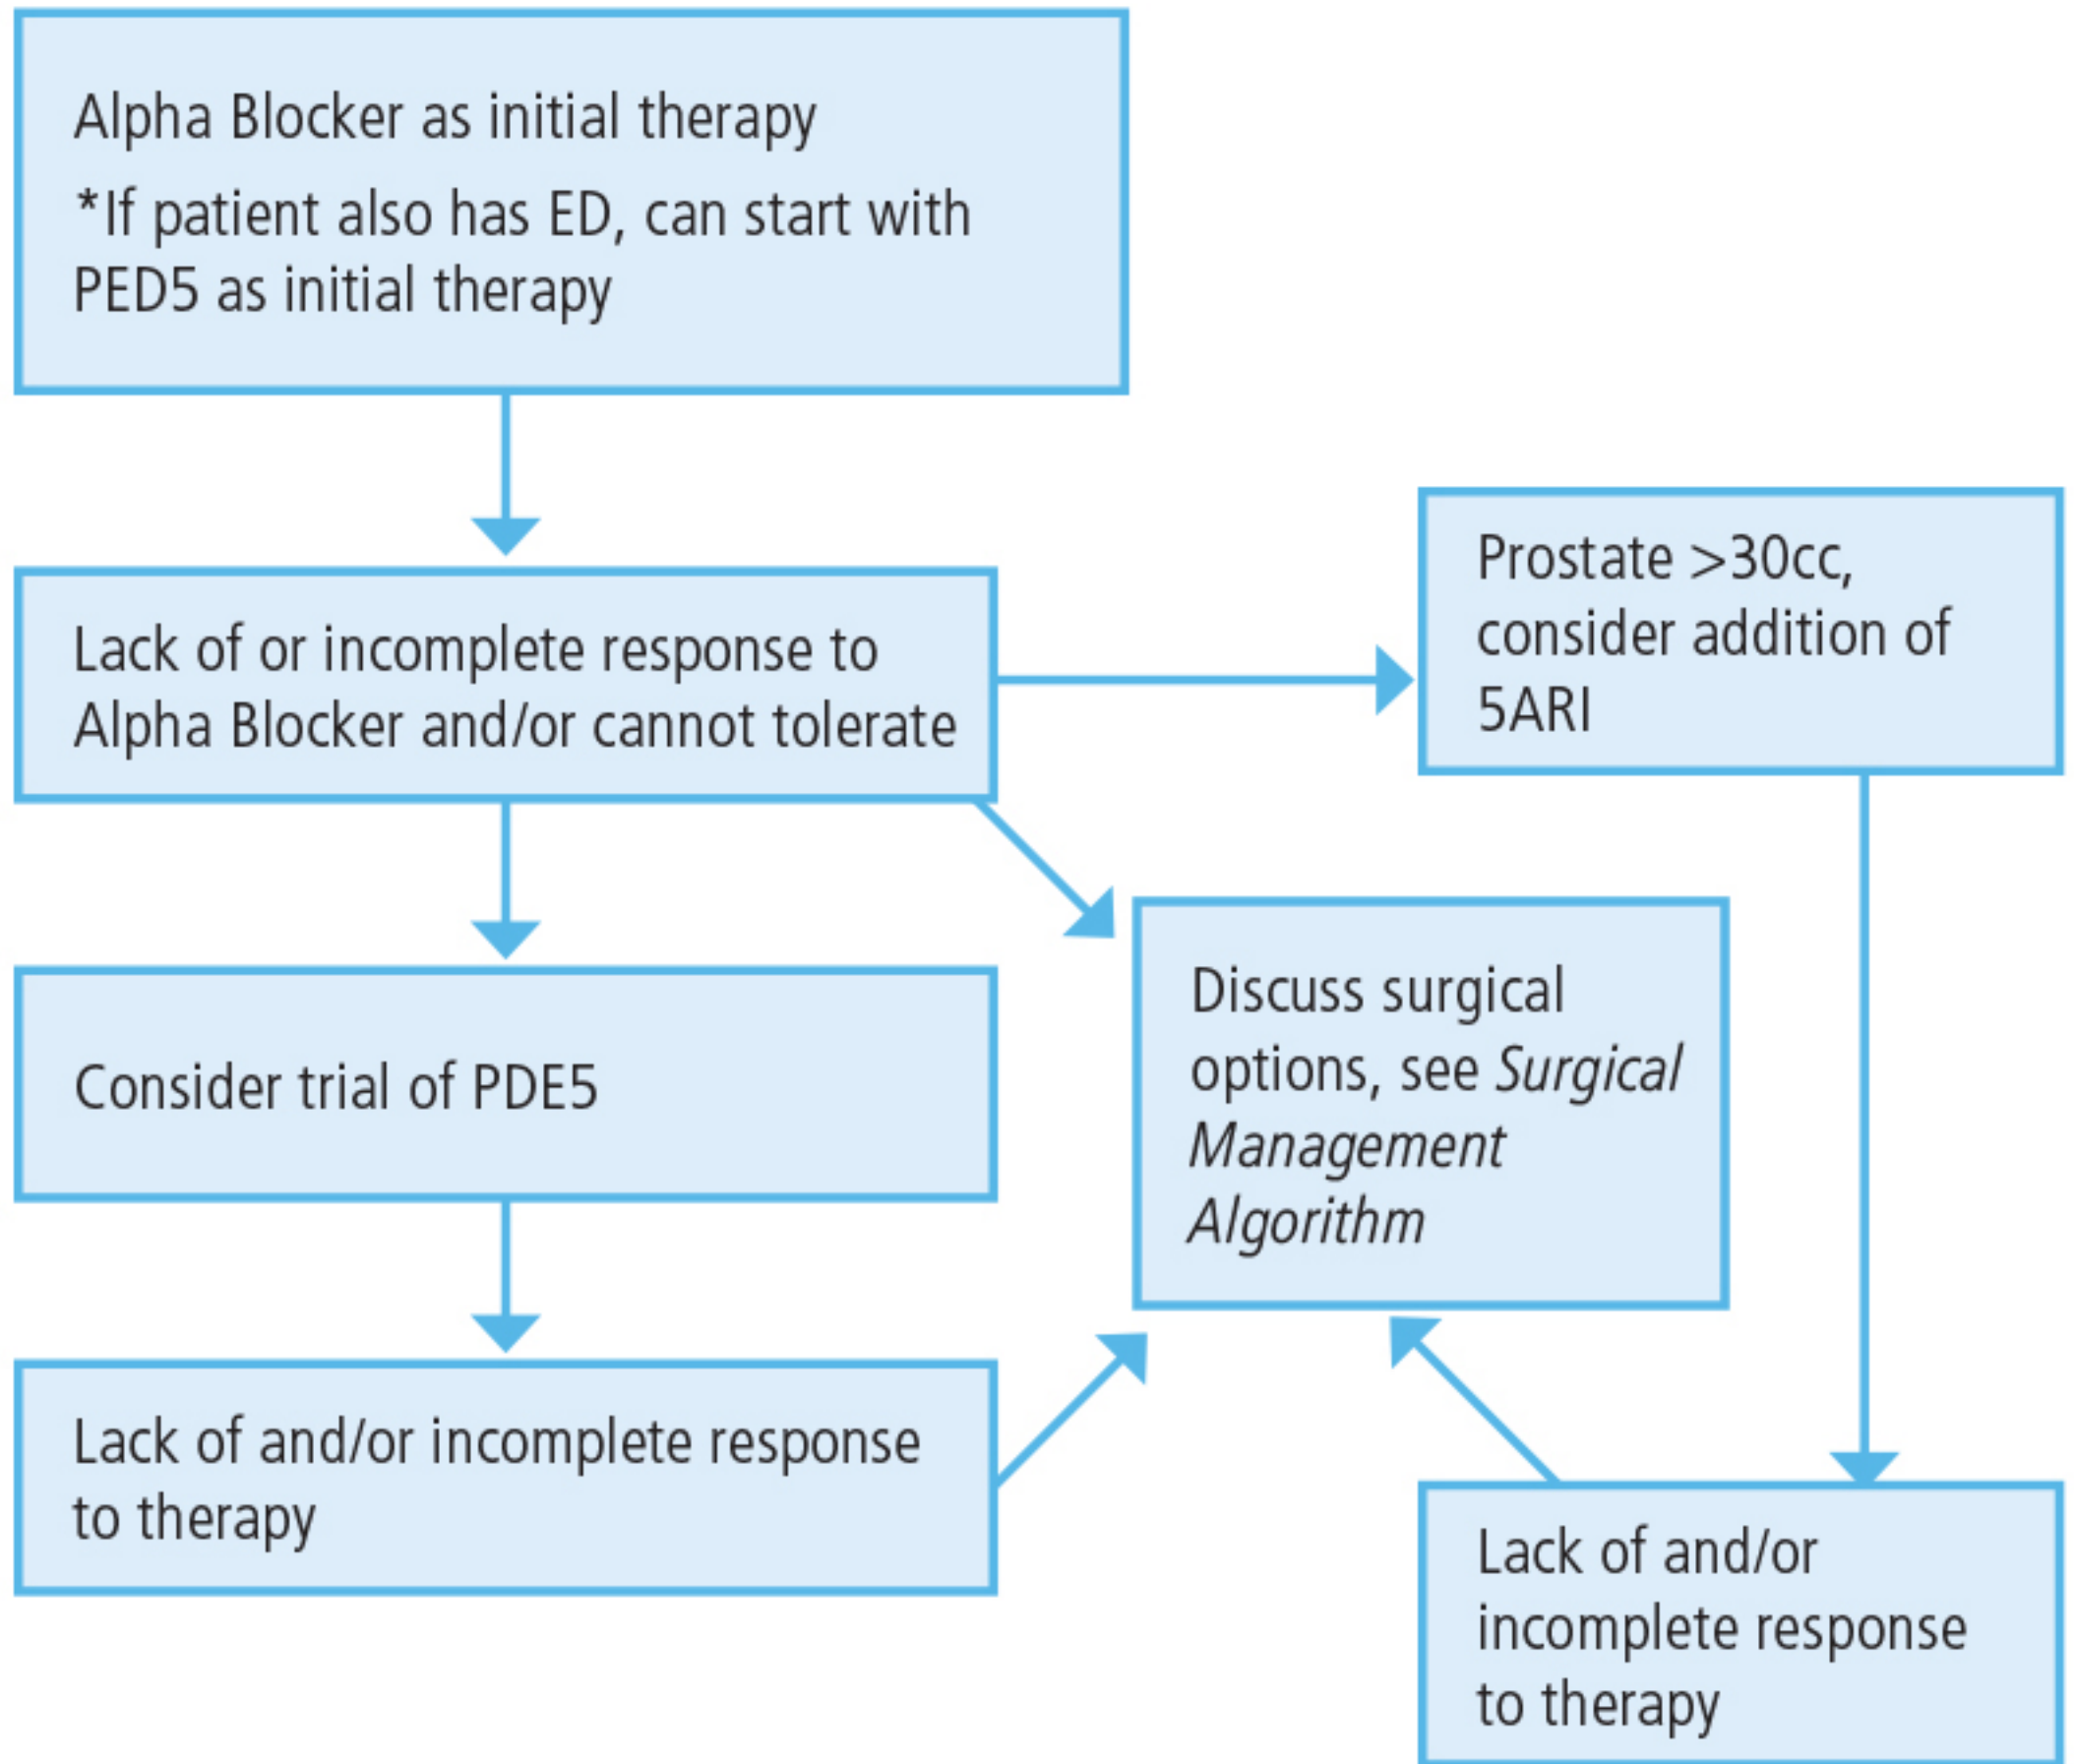 Alpha Blocker as initial therapy
*If patient also has ED, can start with
PED5 as initial therapy
Lack of or incomplete response to
Alpha Blocker and/or cannot tolerate
Prostate >30cc,
consider addition of
5ARI
Consider trial of PDE5
Discuss surgical
options, see Surgical
Management
Algorithm
Lack of and/or incomplete response
to therapy
Lack of and/or
incomplete response
to therapy